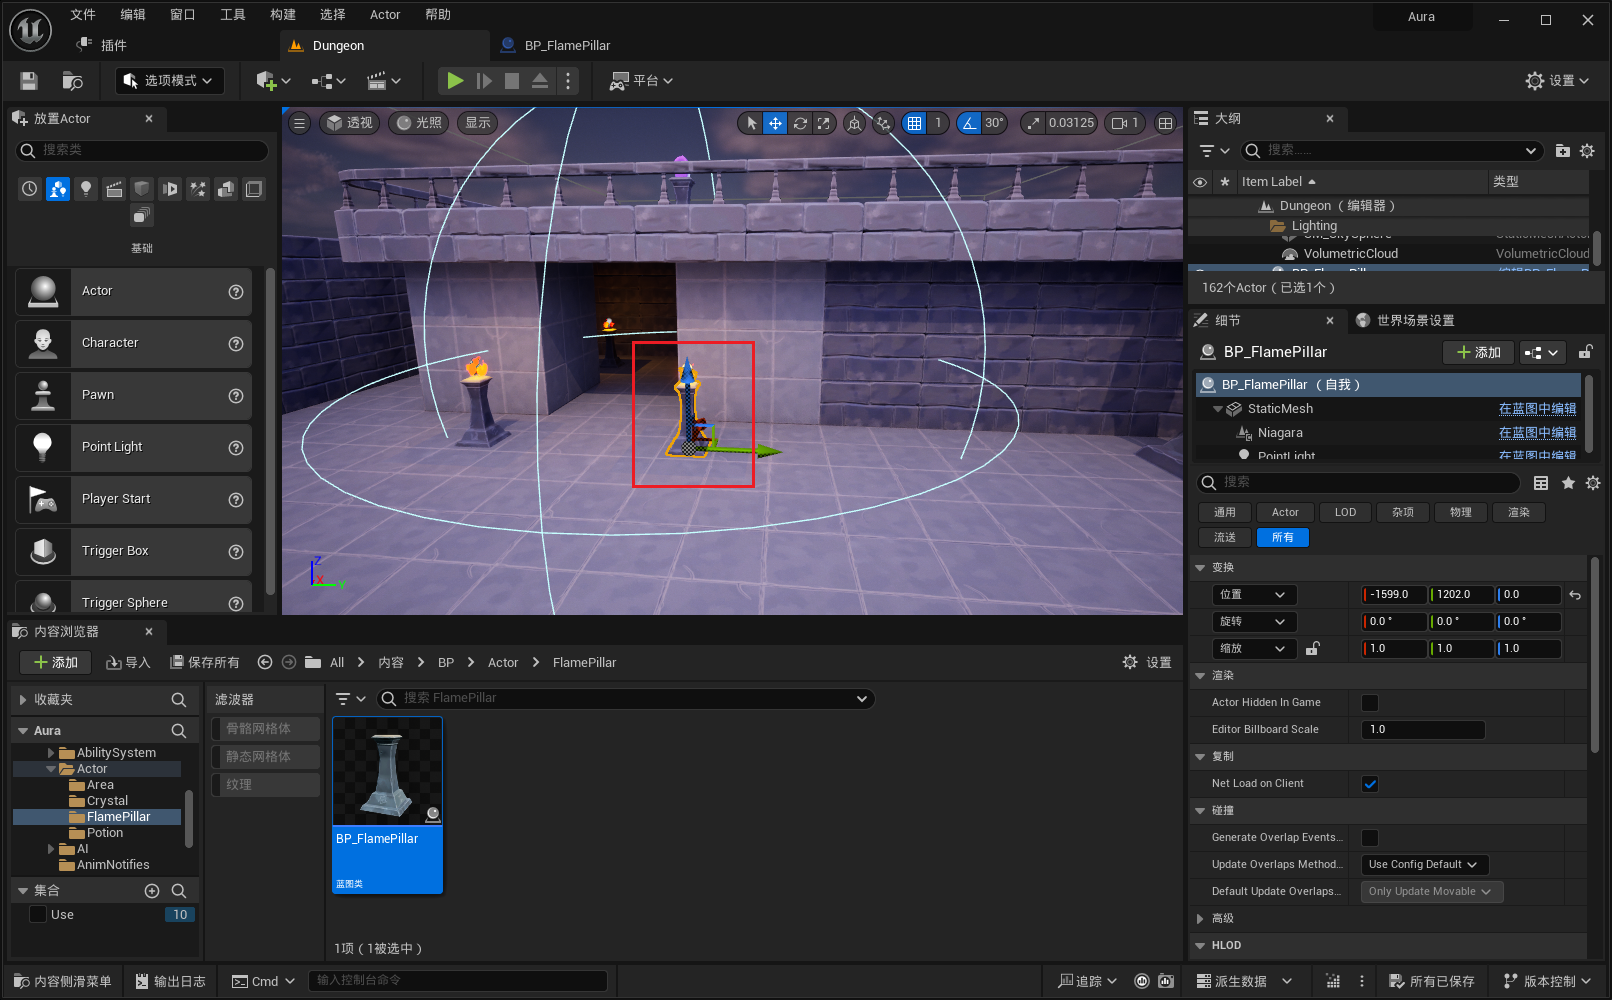 文件 编辑 窗口 工具 构建 选择 Actor 帮助
Aura
插件 Dungeon BP_FlamePillar
选项模式 平台 设置
放置Actor
搜索类
基础
Actor
Character
Pawn
Point Light
Player Start
Trigger Box
Trigger Sphere
透视 光照 显示 1 30° 0.03125 1
Z
X
Y
大纲
搜索......
Item Label 类型
Dungeon（编辑器）
Lighting
SM_SkySphere StaticMeshActor
VolumetricCloud VolumetricCloud
162个Actor（已选1个）
细节 世界场景设置
BP_FlamePillar 添加
BP_FlamePillar （自我）
StaticMesh 在蓝图中编辑
Niagara 在蓝图中编辑
PointLight 在蓝图中编辑
搜索
通用 Actor LOD 杂项 物理 渲染
流送 所有
变换
位置 -1599.0 1202.0 0.0
旋转 0.0 ° 0.0 ° 0.0 °
缩放 1.0 1.0 1.0
渲染
Actor Hidden In Game
Editor Billboard Scale 1.0
复制
Net Load on Client
碰撞
Generate Overlap Events...
Update Overlaps Method... Use Config Default
Default Update Overlaps... Only Update Movable
高级
HLOD
内容浏览器
添加 导入 保存所有 All 内容 BP Actor FlamePillar 设置
收藏夹
Aura
AbilitySystem
Actor
Area
Crystal
FlamePillar
Potion
AI
AnimNotifies
集合
Use 10
滤波器
骨骼网格体
静态网格体
纹理
搜索 FlamePillar
BP_FlamePillar
蓝图类
1项（1被选中）
内容侧滑菜单 输出日志 Cmd 输入控制台命令 追踪 派生数据 所有已保存 版本控制